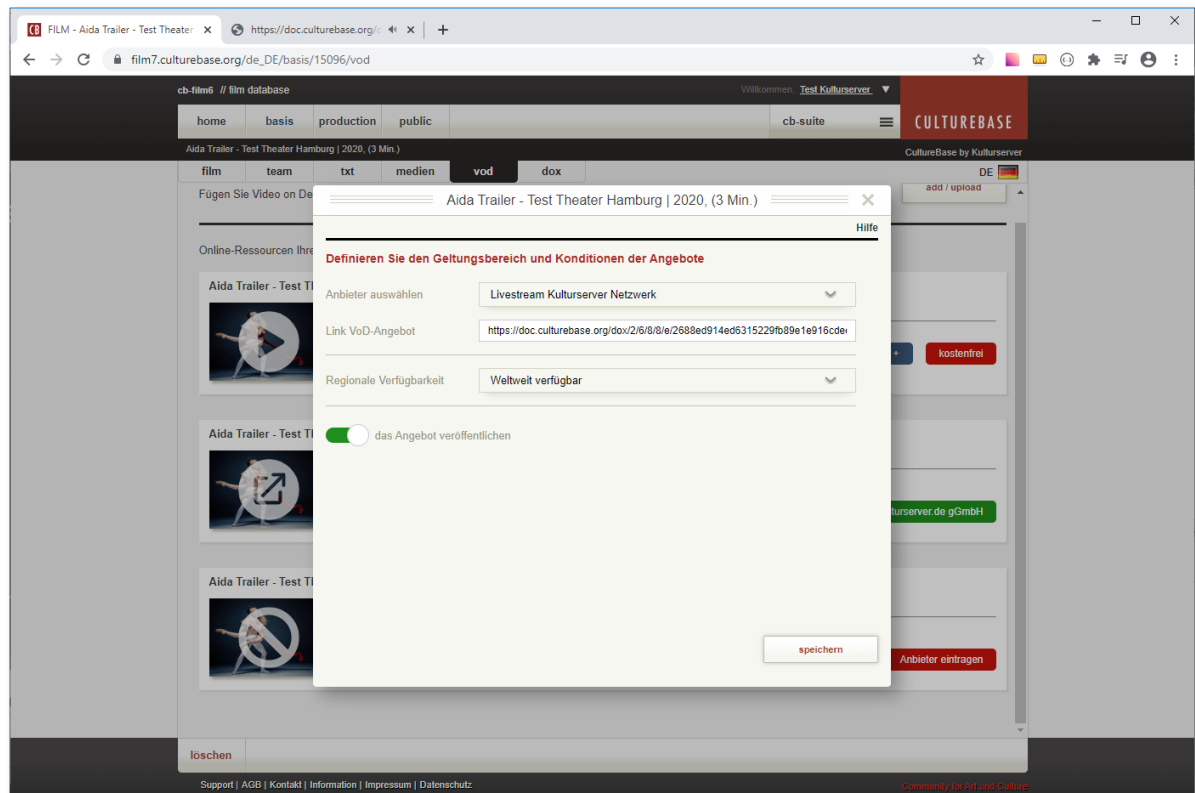 FILM - Aida Trailer - Test Theater
https://doc.culturebase.org/
film7.culturebase.org/de_DE/basis/15096/vod
cb-film6 // film database
Willkommen, Test Kulturserver
home basis production public cb-suite
CULTUREBASE
Aida Trailer - Test Theater Hamburg | 2020, (3 Min.)
CultureBase by Kulturserver
film team txt medien vod dox DE
Fügen Sie Video on De
add / upload
Aida Trailer - Test Theater Hamburg | 2020, (3 Min.)
Hilfe
Online-Ressourcen Ihre
Definieren Sie den Geltungsbereich und Konditionen der Angebote
Aida Trailer - Test T
Anbieter auswählen Livestream Kulturserver Netzwerk
Link VoD-Angebot https://doc.culturebase.org/dox/2/6/8/8/e/2688ed914ed6315229fb89e1e916cde
+ kostenfrei
Regionale Verfügbarkeit Weltweit verfügbar
Aida Trailer - Test T
das Angebot veröffentlichen
turserver.de gGmbH
Aida Trailer - Test T
speichern
Anbieter eintragen
löschen
Support | AGB | Kontakt | Information | Impressum | Datenschutz
Community for Art and Culture